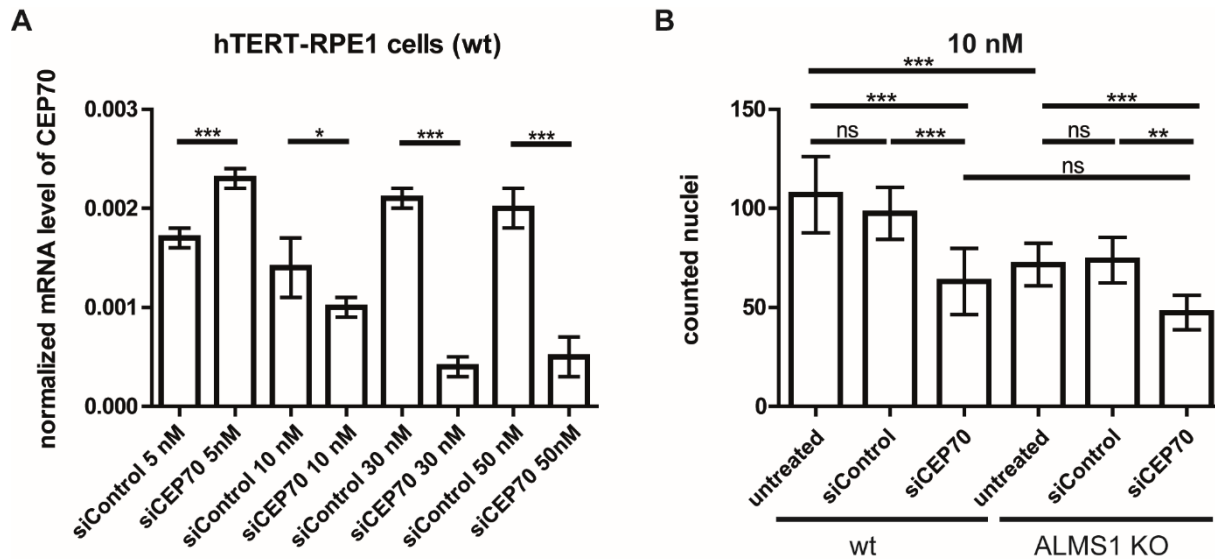 A
hTERT-RPE1 cells (wt)
normalized mRNA level of CEP70
0.003
0.002
0.001
0.000
***
*
***
***
siControl 5 nM
siCEP70 5nM
siControl 10 nM
siCEP70 10 nM
siControl 30 nM
siCEP70 30 nM
siControl 50 nM
siCEP70 50nM
B
10 nM
***
***
***
ns
***
ns
**
ns
counted nuclei
150
100
50
0
untreated
siControl
siCEP70
untreated
siControl
siCEP70
wt
ALMS1 KO